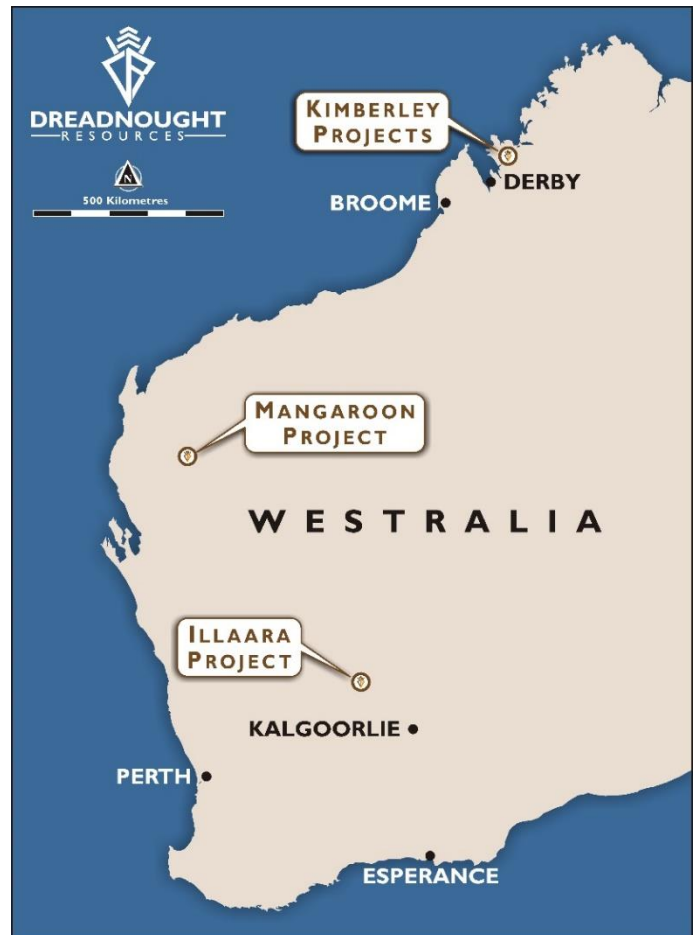 DREADNOUGHT
RESOURCES
N
500 Kilometres
KIMBERLEY
PROJECTS
DERBY
BROOME
MANGAROON
PROJECT
WESTRALIA
ILLAARA
PROJECT
KALGOORLIE
PERTH
ESPERANCE